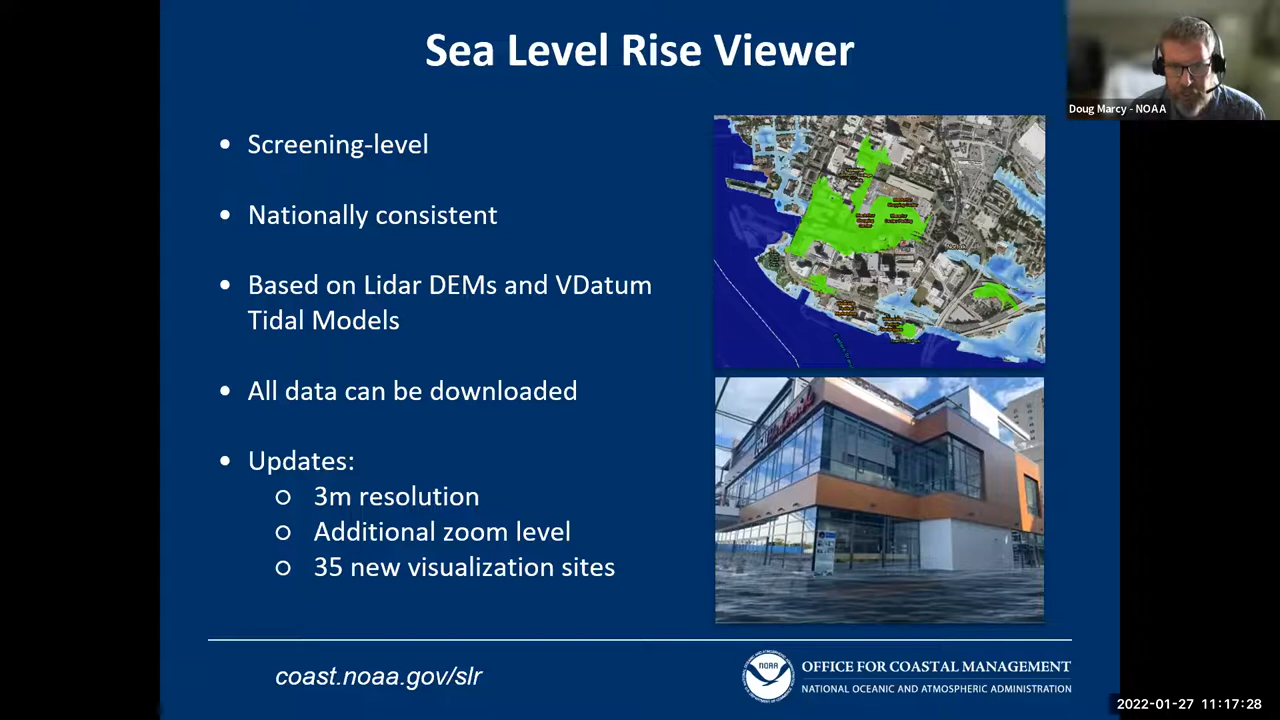 Sea Level Rise Viewer
Doug Marcy - NOAA
• Screening-level
• Nationally consistent
• Based on Lidar DEMs and VDatum
Tidal Models
• All data can be downloaded
• Updates:
○ 3m resolution
○ Additional zoom level
○ 35 new visualization sites
coast.noaa.gov/slr
NOAA
OFFICE FOR COASTAL MANAGEMENT
NATIONAL OCEANIC AND ATMOSPHERIC ADMINISTRATION
2022-01-27 11:17:28